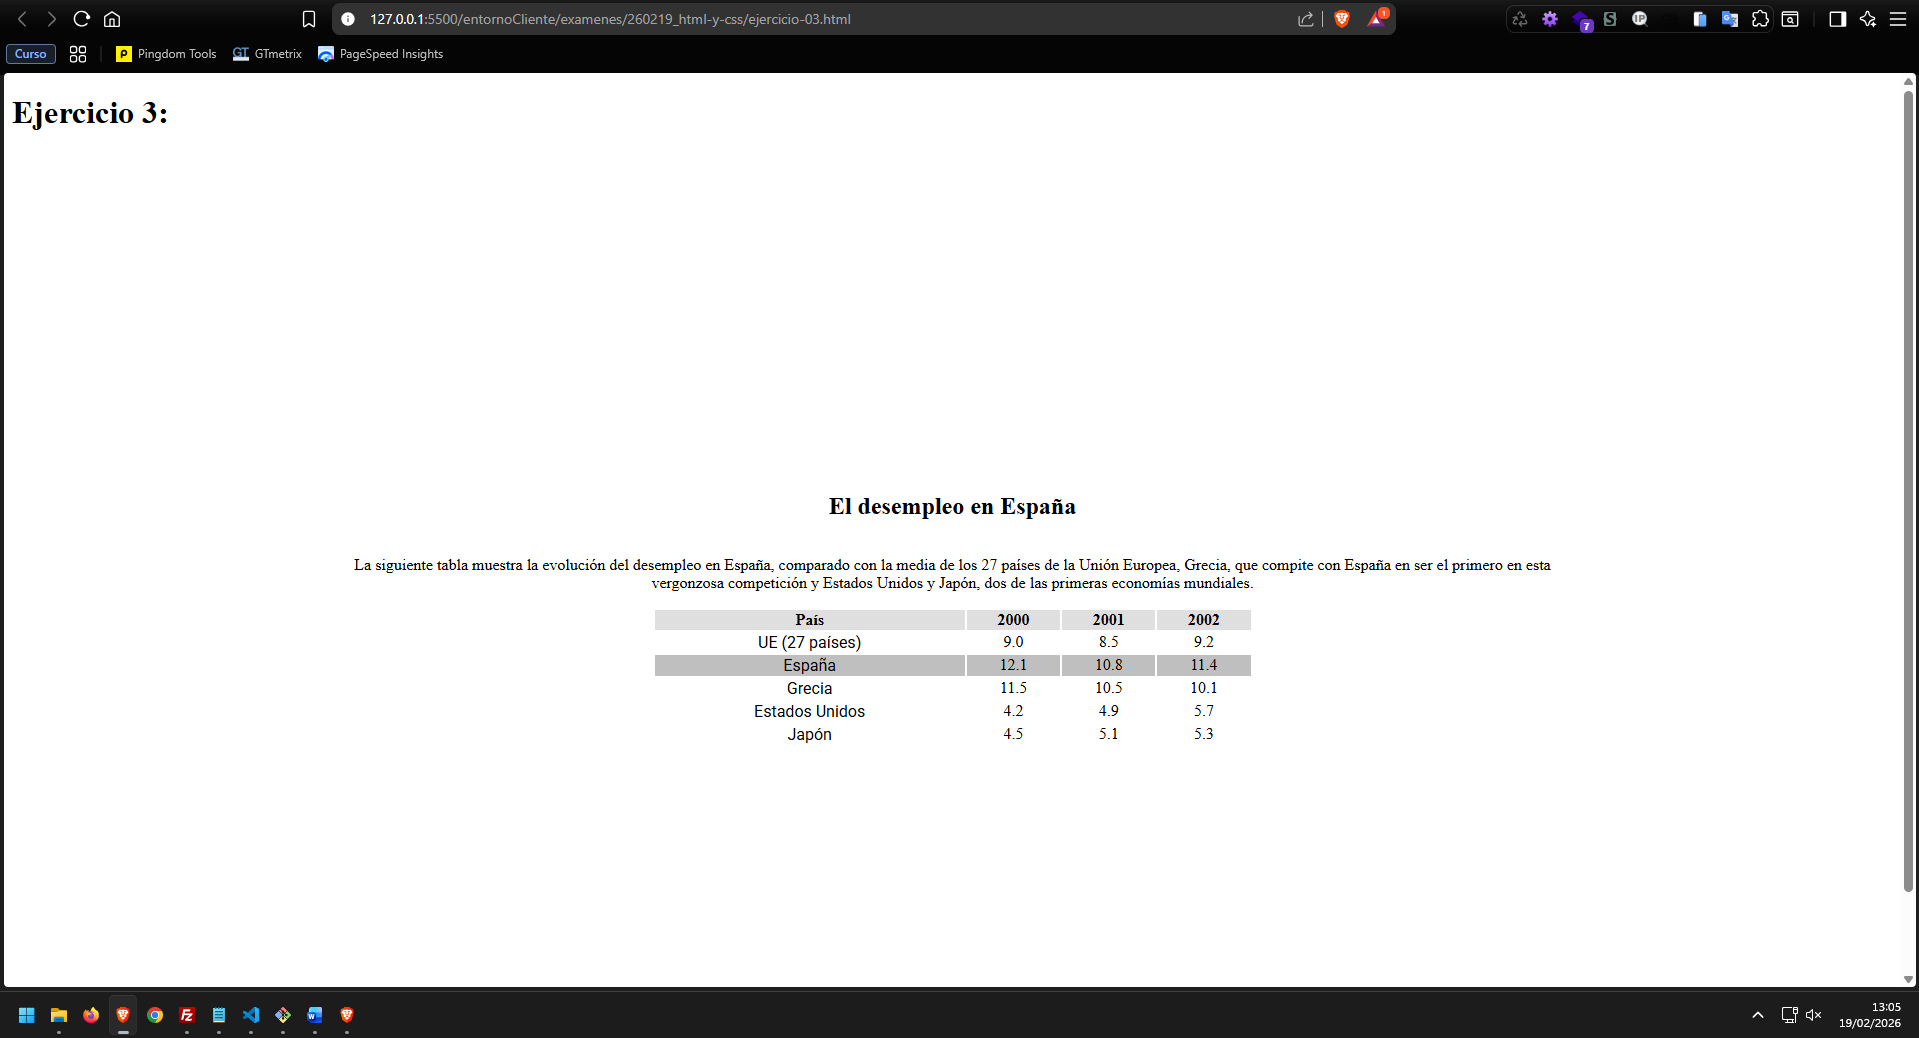 127.0.0.1:5500/entornoCliente/examenes/260219_html-y-css/ejercicio-03.html
1
7
Curso
Pingdom Tools
GTmetrix
PageSpeed Insights
Ejercicio 3:
El desempleo en España
La siguiente tabla muestra la evolución del desempleo en España, comparado con la media de los 27 países de la Unión Europea, Grecia, que compite con España en ser el primero en esta
vergonzosa competición y Estados Unidos y Japón, dos de las primeras economías mundiales.
País 2000 2001 2002
UE (27 países) 9.0 8.5 9.2
España 12.1 10.8 11.4
Grecia 11.5 10.5 10.1
Estados Unidos 4.2 4.9 5.7
Japón 4.5 5.1 5.3
13:05
19/02/2026